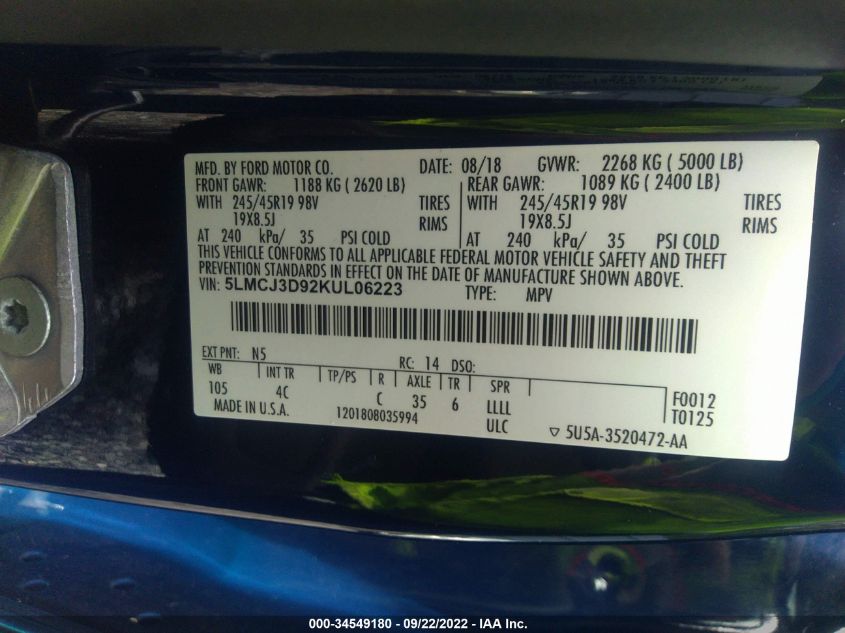 MFD. BY FORD MOTOR CO. DATE: 08/18 GVWR: 2268 KG ( 5000 LB)
FRONT GAWR: 1188 KG ( 2620 LB) REAR GAWR: 1089 KG ( 2400 LB)
WITH 245/45R19 98V TIRES WITH 245/45R19 98V TIRES
19X8.5J RIMS 19X8.5J RIMS
AT 240 kPa/ 35 PSI COLD AT 240 kPa/ 35 PSI COLD
THIS VEHICLE CONFORMS TO ALL APPLICABLE FEDERAL MOTOR VEHICLE SAFETY AND THEFT
PREVENTION STANDARDS IN EFFECT ON THE DATE OF MANUFACTURE SHOWN ABOVE.
VIN: 5LMCJ3D92KUL06223 TYPE: MPV
EXT PNT: N5 RC: 14 DSO:
WB INT TR TP/PS R AXLE TR SPR
105 4C C 35 6 LLLL F0012
MADE IN U.S.A. 1201808035994 ULC T0125
▽ 5U5A-3520472-AA
000-34549180 - 09/22/2022 - IAA Inc.